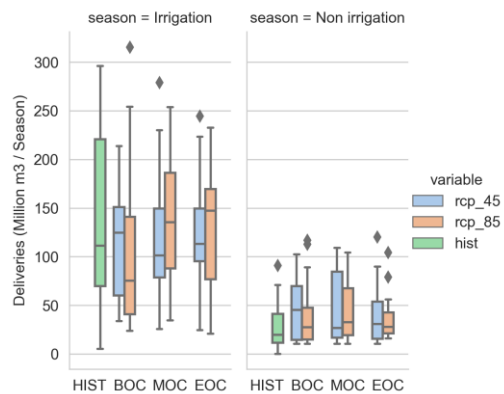 season = Irrigation
season = Non irrigation
Deliveries (Million m3 / Season)
300
250
200
150
100
50
0
HIST BOC MOC EOC
HIST BOC MOC EOC
variable
rcp_45
rcp_85
hist